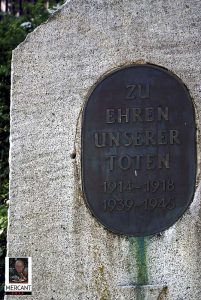 ZU
EHREN
UNSERER
TOTEN
1914-1918
1939-1945
MERCANT